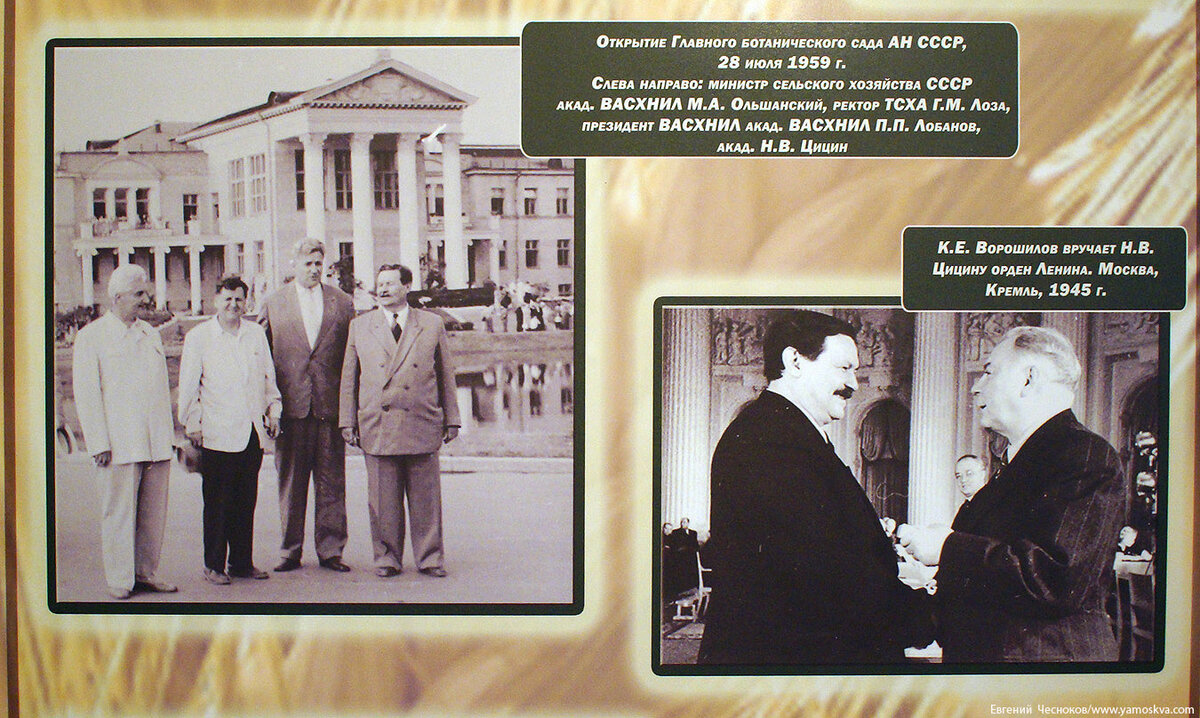 Открытие Главного ботанического сада АН СССР,
28 июля 1959 г.
Слева направо: министр сельского хозяйства СССР
акад. ВАСХНИЛ М.А. Ольшанский, ректор ТСХА Г.М. Лоза,
президент ВАСХНИЛ акад. ВАСХНИЛ П.П. Лобанов,
акад. Н.В. Цицин
К.Е. Ворошилов вручает Н.В.
Цицину орден Ленина. Москва,
Кремль, 1945 г.
Евгений Чесноков/www.yamoskva.com